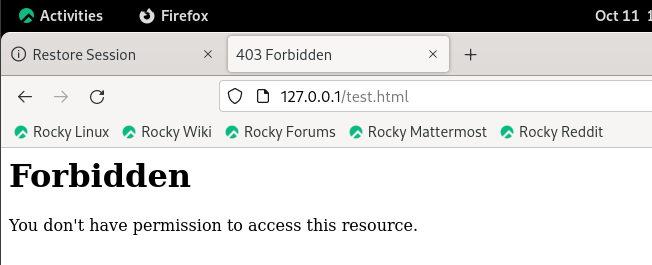 Activities Firefox Oct 11
Restore Session 403 Forbidden
127.0.0.1/test.html
Rocky Linux Rocky Wiki Rocky Forums Rocky Mattermost Rocky Reddit
Forbidden
You don't have permission to access this resource.